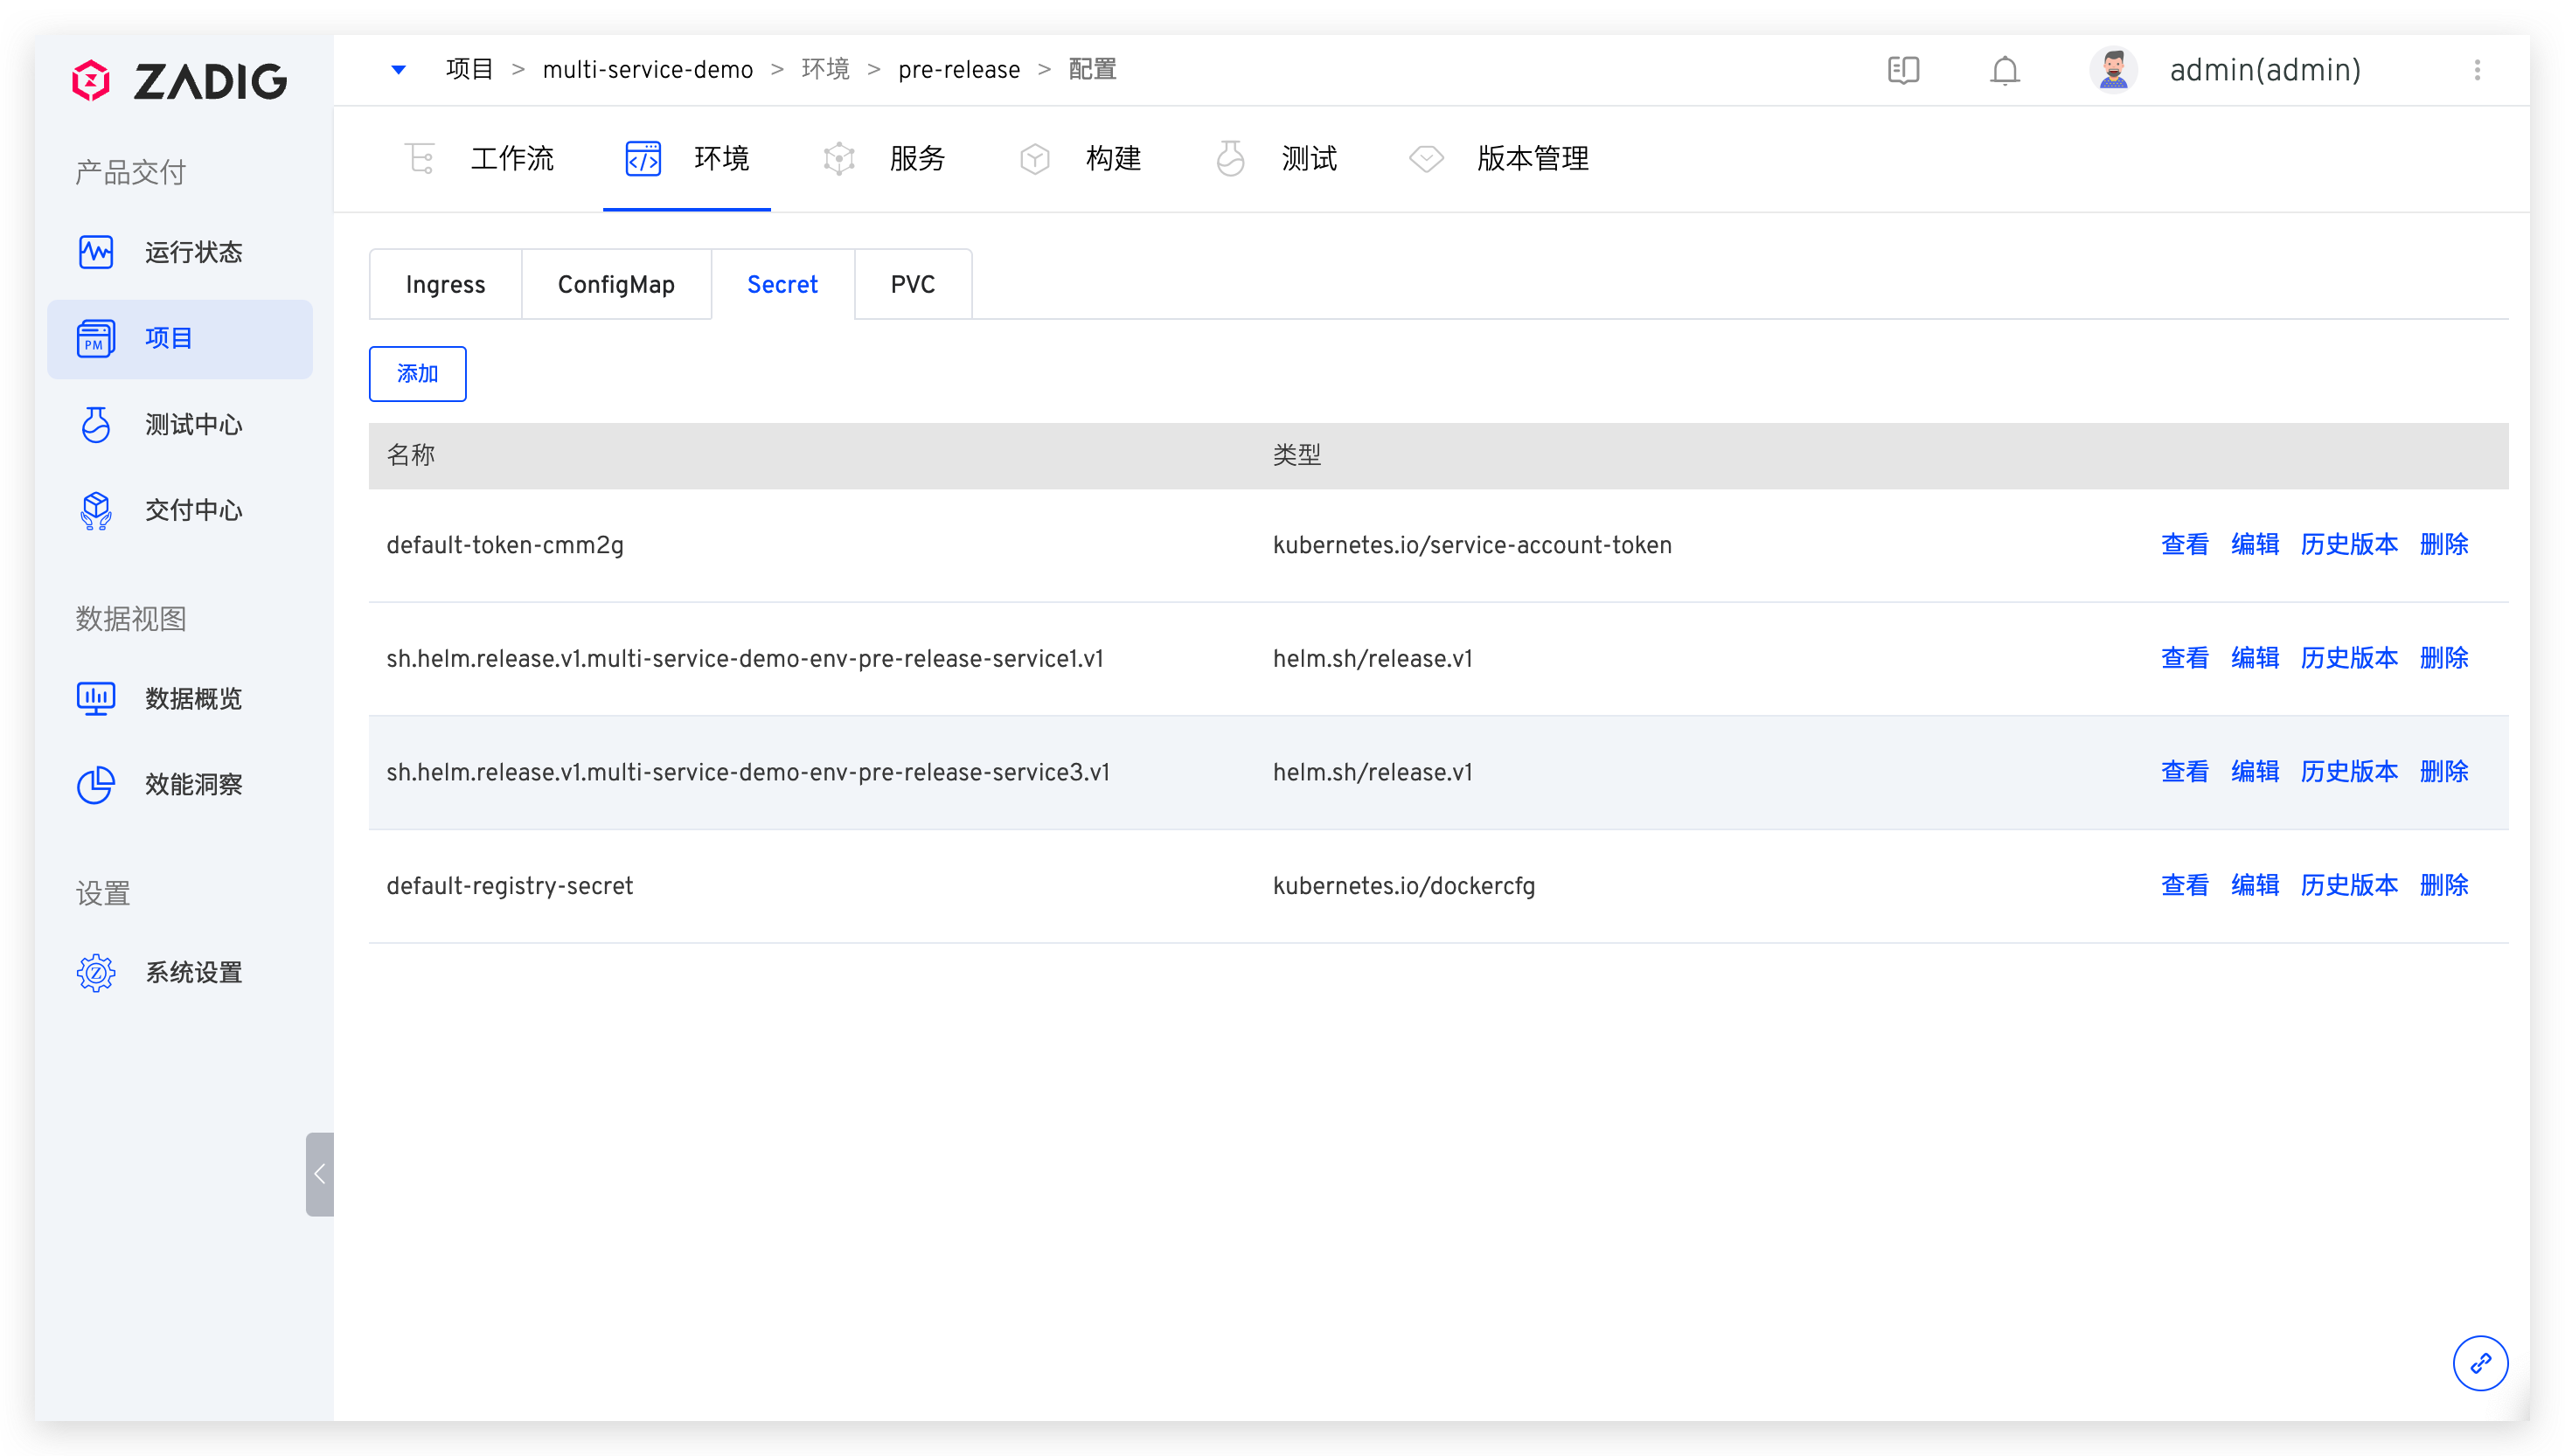 ZADIG
产品交付
运行状态
PM
项目
测试中心
交付中心
数据视图
数据概览
效能洞察
设置
Z
系统设置
项目 > multi-service-demo > 环境 > pre-release > 配置
admin(admin)
工作流 环境 服务 构建 测试 版本管理
Ingress ConfigMap Secret PVC
添加
名称 类型
default-token-cmm2g kubernetes.io/service-account-token 查看 编辑 历史版本 删除
sh.helm.release.v1.multi-service-demo-env-pre-release-service1.v1 helm.sh/release.v1 查看 编辑 历史版本 删除
sh.helm.release.v1.multi-service-demo-env-pre-release-service3.v1 helm.sh/release.v1 查看 编辑 历史版本 删除
default-registry-secret kubernetes.io/dockercfg 查看 编辑 历史版本 删除